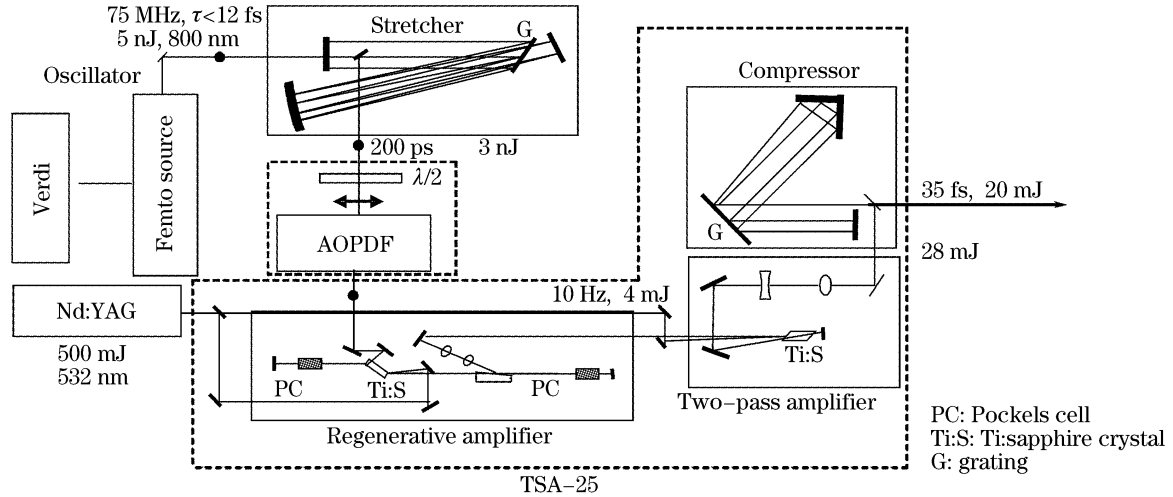 75 MHz, τ<12 fs
5 nJ, 800 nm
Oscillator
Verdi
Femto source
Stretcher
G
200 ps
3 nJ
λ/2
AOPDF
Compressor
G
35 fs, 20 mJ
28 mJ
Nd:YAG
500 mJ
532 nm
10 Hz, 4 mJ
PC
Ti:S
PC
Regenerative amplifier
Ti:S
Two-pass amplifier
TSA-25
PC: Pockels cell
Ti:S: Ti:sapphire crystal
G: grating